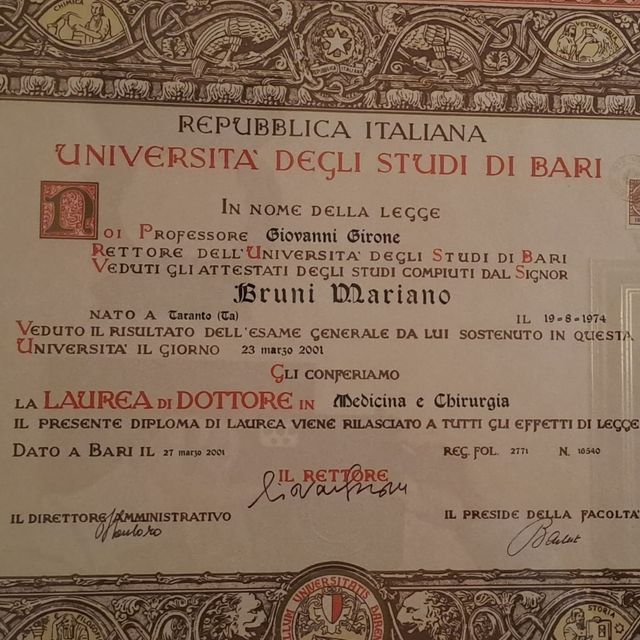 CHIMICA
VETERINARIA
REPUBBLICA ITALIANA
UNIVERSITA' DEGLI STUDI DI BARI
IN NOME DELLA LEGGE
NOI PROFESSORE Giovanni Girone
RETTORE DELL'UNIVERSITA' DEGLI STUDI DI BARI
VEDUTI GLI ATTESTATI DEGLI STUDI COMPIUTI DAL SIGNOR
Bruni Mariano
NATO A Taranto (Ta) IL 19-8-1974
VEDUTO IL RISULTATO DELL'ESAME GENERALE DA LUI SOSTENUTO IN QUESTA
UNIVERSITA' IL GIORNO 23 marzo 2001
GLI CONFERIAMO
LA LAUREA DI DOTTORE IN Medicina e Chirurgia
IL PRESENTE DIPLOMA DI LAUREA VIENE RILASCIATO A TUTTI GLI EFFETTI DI LEGGE
DATO A BARI IL 27 marzo 2001 REG. FOL. 2771 N. 16540
IL RETTORE
IL DIRETTORE AMMINISTRATIVO IL PRESIDE DELLA FACOLTA'
STORIA